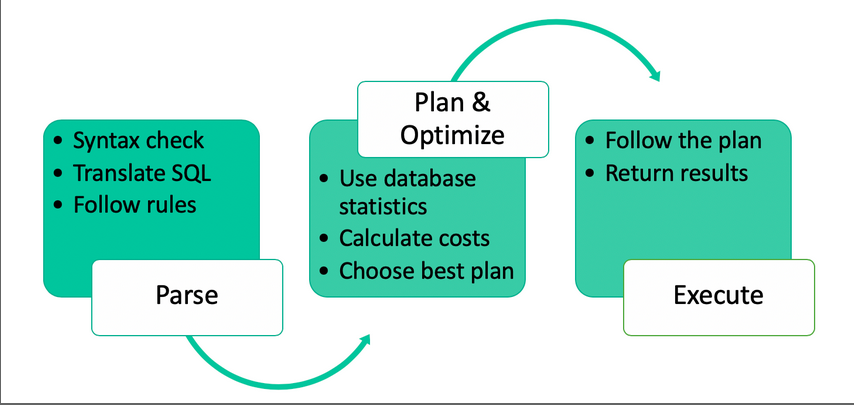 • Syntax check
• Translate SQL
• Follow rules
Parse
Plan &
Optimize
• Use database
statistics
• Calculate costs
• Choose best plan
• Follow the plan
• Return results
Execute